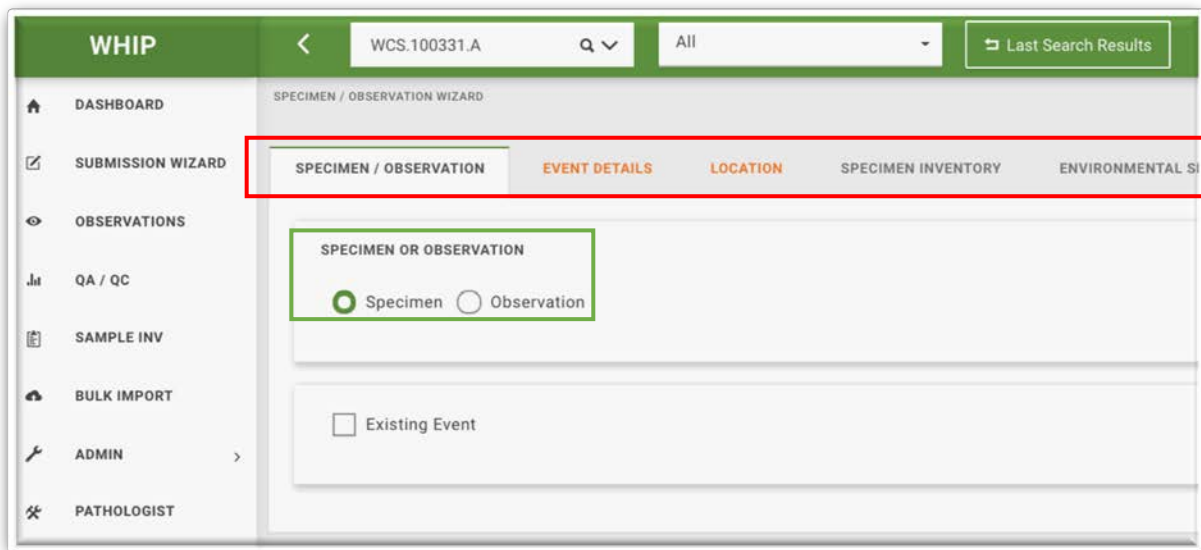 WHIP
WCS.100331.A
All
Last Search Results
DASHBOARD
SUBMISSION WIZARD
OBSERVATIONS
QA / QC
SAMPLE INV
BULK IMPORT
ADMIN
PATHOLOGIST
SPECIMEN / OBSERVATION WIZARD
SPECIMEN / OBSERVATION EVENT DETAILS LOCATION SPECIMEN INVENTORY ENVIRONMENTAL
SPECIMEN OR OBSERVATION
Specimen Observation
Existing Event